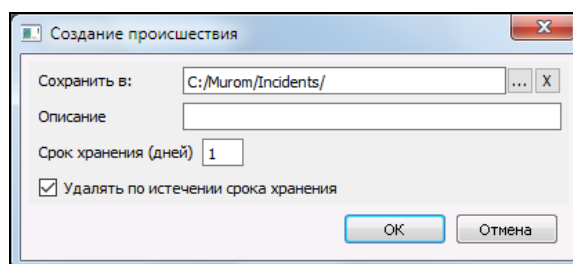 Создание происшествия
Сохранить в: C:/Murom/Incidents/ ... X
Описание
Срок хранения (дней) 1
Удалять по истечении срока хранения
ОК Отмена